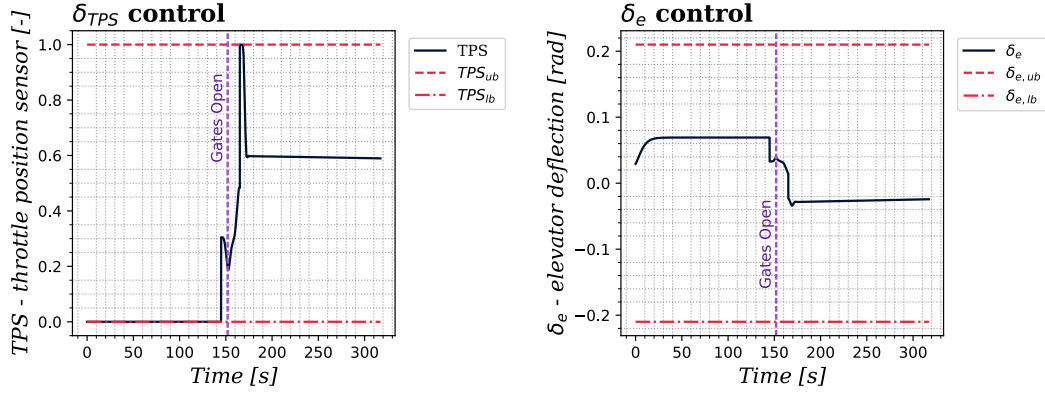 δTPS control
TPS - throttle position sensor [-]
1.0
0.8
0.6
0.4
0.2
0.0
Gates Open
0 50 100 150 200 250 300
Time [s]
TPS
TPSub
TPSlb
δe control
δe - elevator deflection [rad]
0.2
0.1
0.0
−0.1
−0.2
Gates Open
0 50 100 150 200 250 300
Time [s]
δe
δe,ub
δe,lb